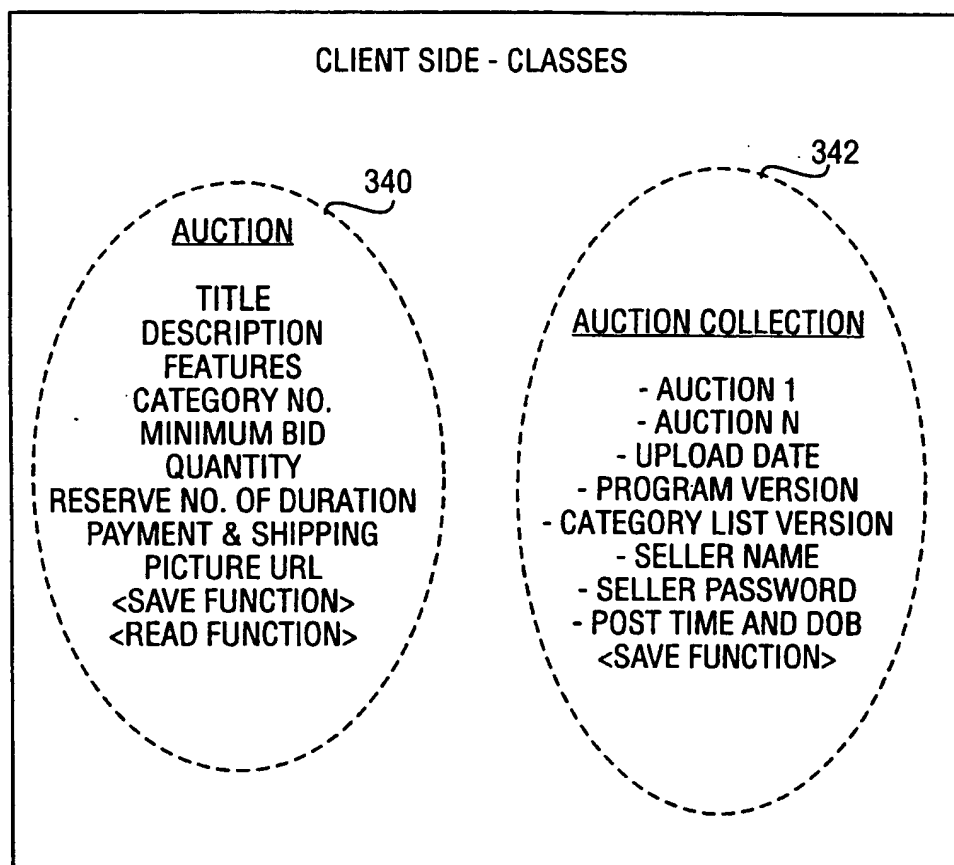 CLIENT SIDE - CLASSES
340
AUCTION
TITLE
DESCRIPTION
FEATURES
CATEGORY NO.
MINIMUM BID
QUANTITY
RESERVE NO. OF DURATION
PAYMENT & SHIPPING
PICTURE URL
<SAVE FUNCTION>
<READ FUNCTION>
342
AUCTION COLLECTION
- AUCTION 1
- AUCTION N
- UPLOAD DATE
- PROGRAM VERSION
- CATEGORY LIST VERSION
- SELLER NAME
- SELLER PASSWORD
- POST TIME AND DOB
<SAVE FUNCTION>